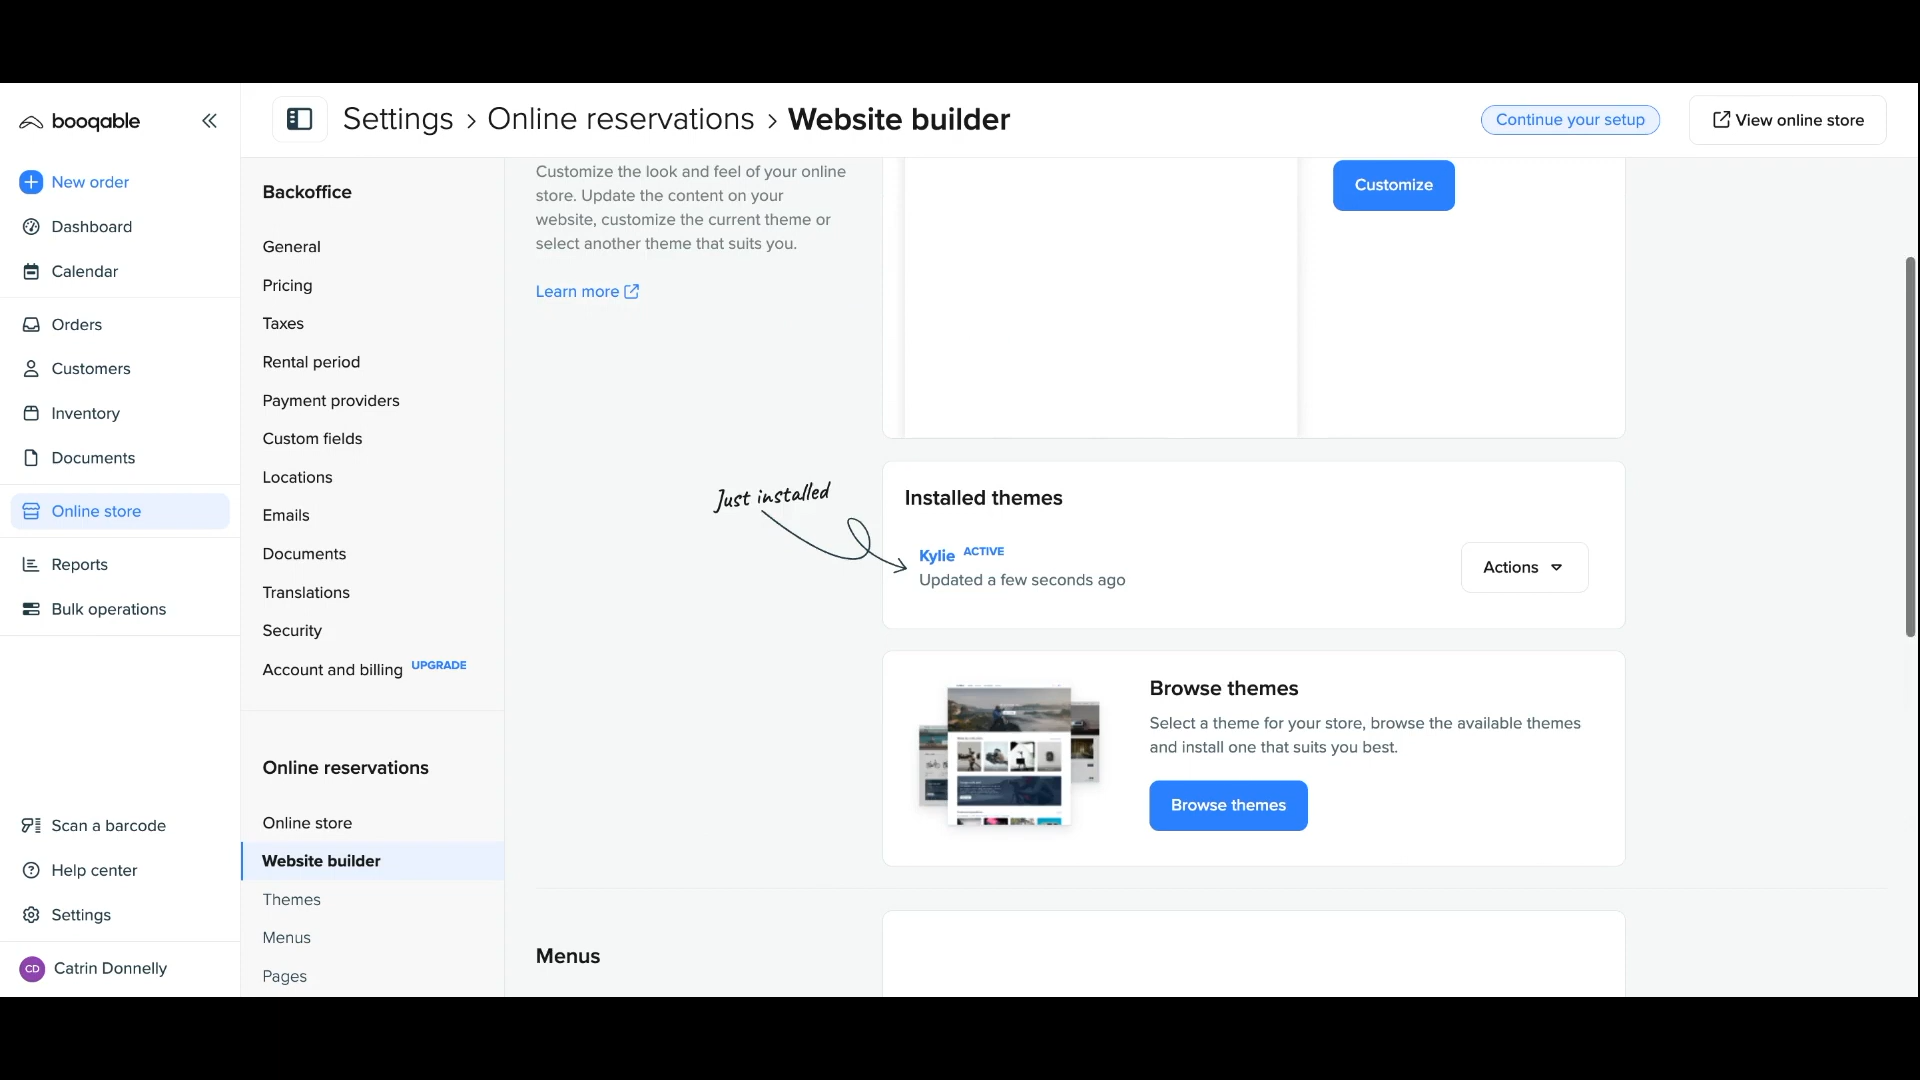 booqable
Settings > Online reservations > Website builder
Continue your setup
View online store
New order
Dashboard
Calendar
Orders
Customers
Inventory
Documents
Online store
Reports
Bulk operations
Scan a barcode
Help center
Settings
CD Catrin Donnelly
Backoffice
General
Pricing
Taxes
Rental period
Payment providers
Custom fields
Locations
Emails
Documents
Translations
Security
Account and billing UPGRADE
Online reservations
Online store
Website builder
Themes
Menus
Pages
Customize the look and feel of your online
store. Update the content on your
website, customize the current theme or
select another theme that suits you.
Learn more
Customize
Just installed
Installed themes
Kylie ACTIVE
Updated a few seconds ago
Actions
Browse themes
Select a theme for your store, browse the available themes
and install one that suits you best.
Browse themes
Menus